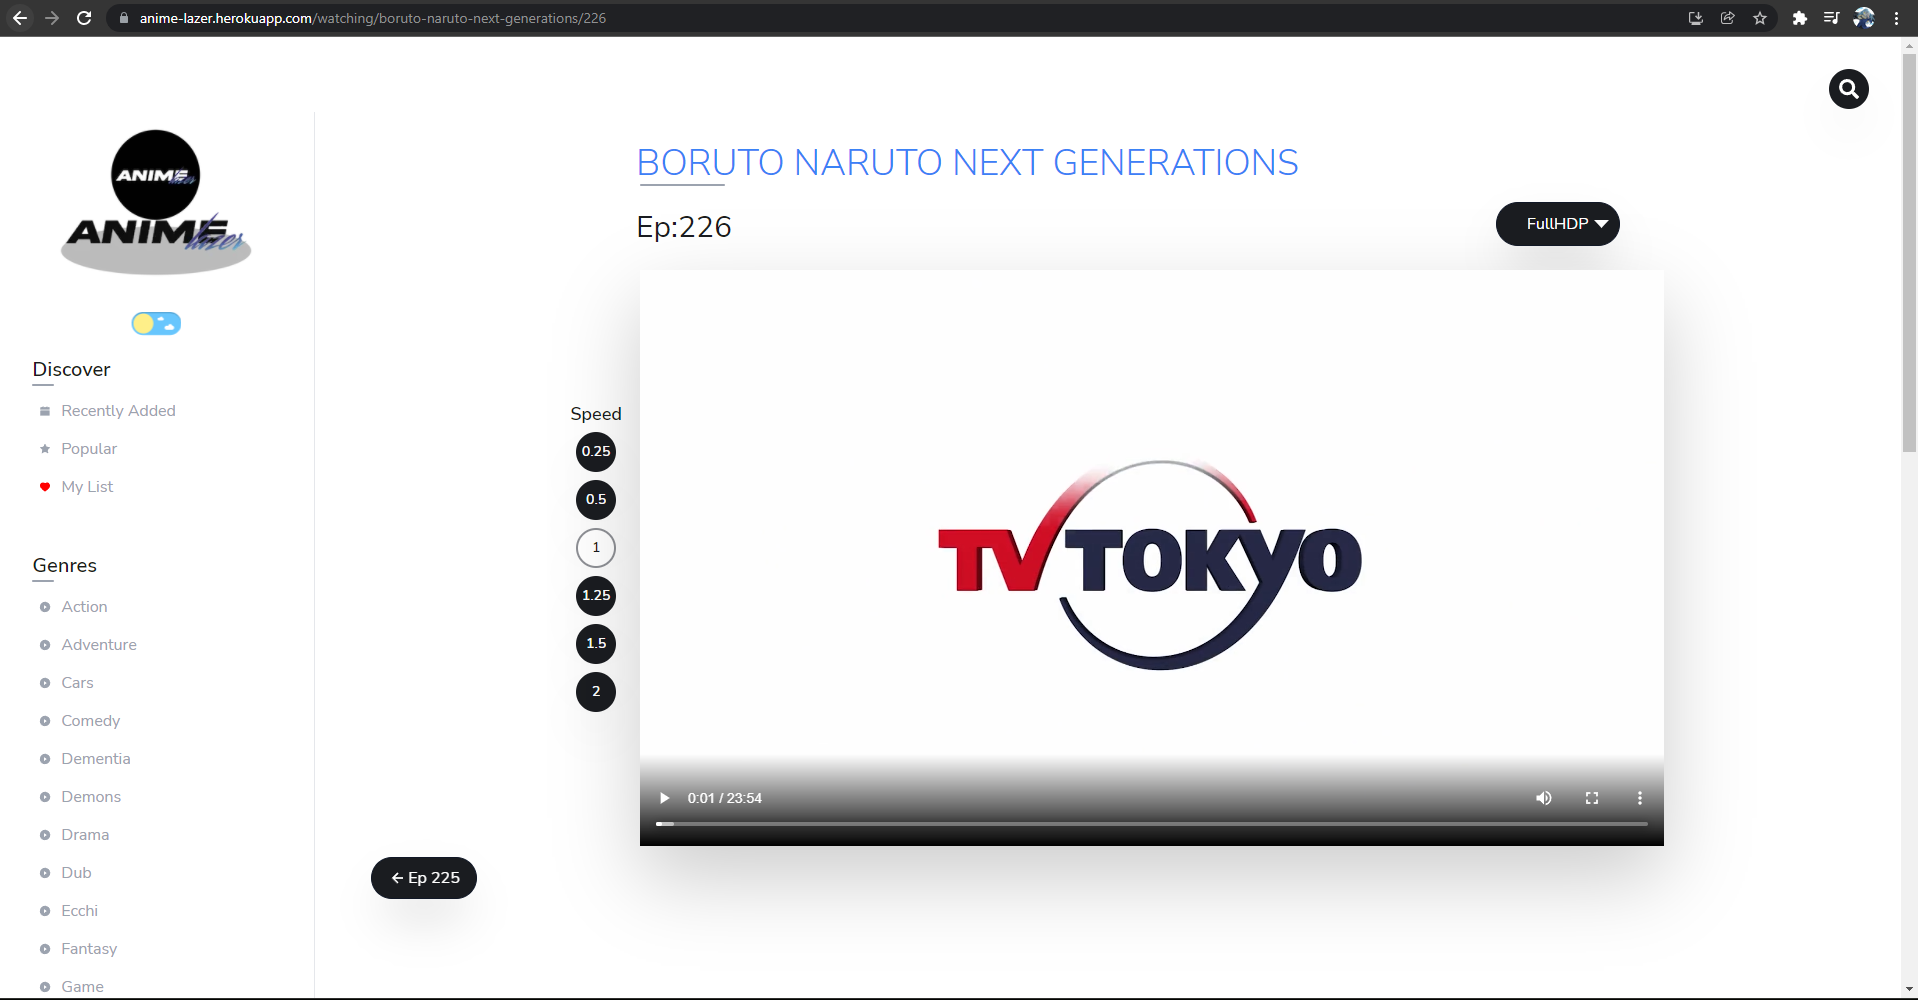 anime-lazer.herokuapp.com/watching/boruto-naruto-next-generations/226
ANIME lazer
ANIME lazer
Discover
Recently Added
Popular
My List
Genres
Action
Adventure
Cars
Comedy
Dementia
Demons
Drama
Dub
Ecchi
Fantasy
Game
BORUTO NARUTO NEXT GENERATIONS
Ep:226
FullHDP
Speed
0.25
0.5
1
1.25
1.5
2
TV TOKYO
0:01 / 23:54
← Ep 225